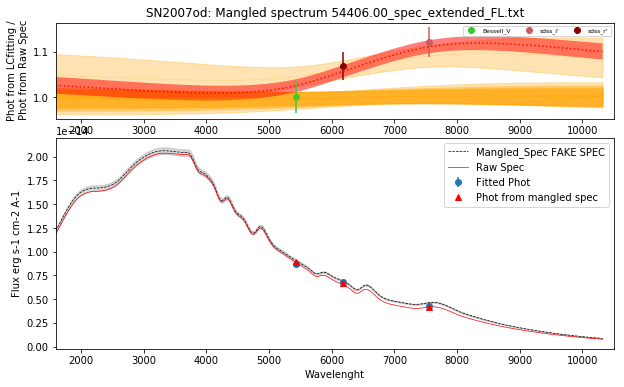 SN2007od: Mangled spectrum 54406.00_spec_extended_FL.txt
Phot from LCfitting /
Phot from Raw Spec
1.1
1.0
Bessell_V
sdss_i'
sdss_r'
2000 3000 4000 5000 6000 7000 8000 9000 10000
1e−14
Flux erg s-1 cm-2 A-1
2.00
1.75
1.50
1.25
1.00
0.75
0.50
0.25
0.00
Mangled_Spec FAKE SPEC
Raw Spec
Fitted Phot
Phot from mangled spec
2000 3000 4000 5000 6000 7000 8000 9000 10000
Wavelenght